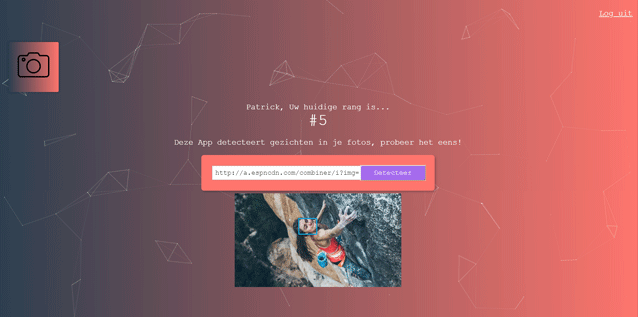 Log uit
Patrick, Uw huidige rang is...
#5
Deze App detecteert gezichten in je fotos, probeer het eens!
http://a.espncdn.com/combiner/i?img= Detecteer